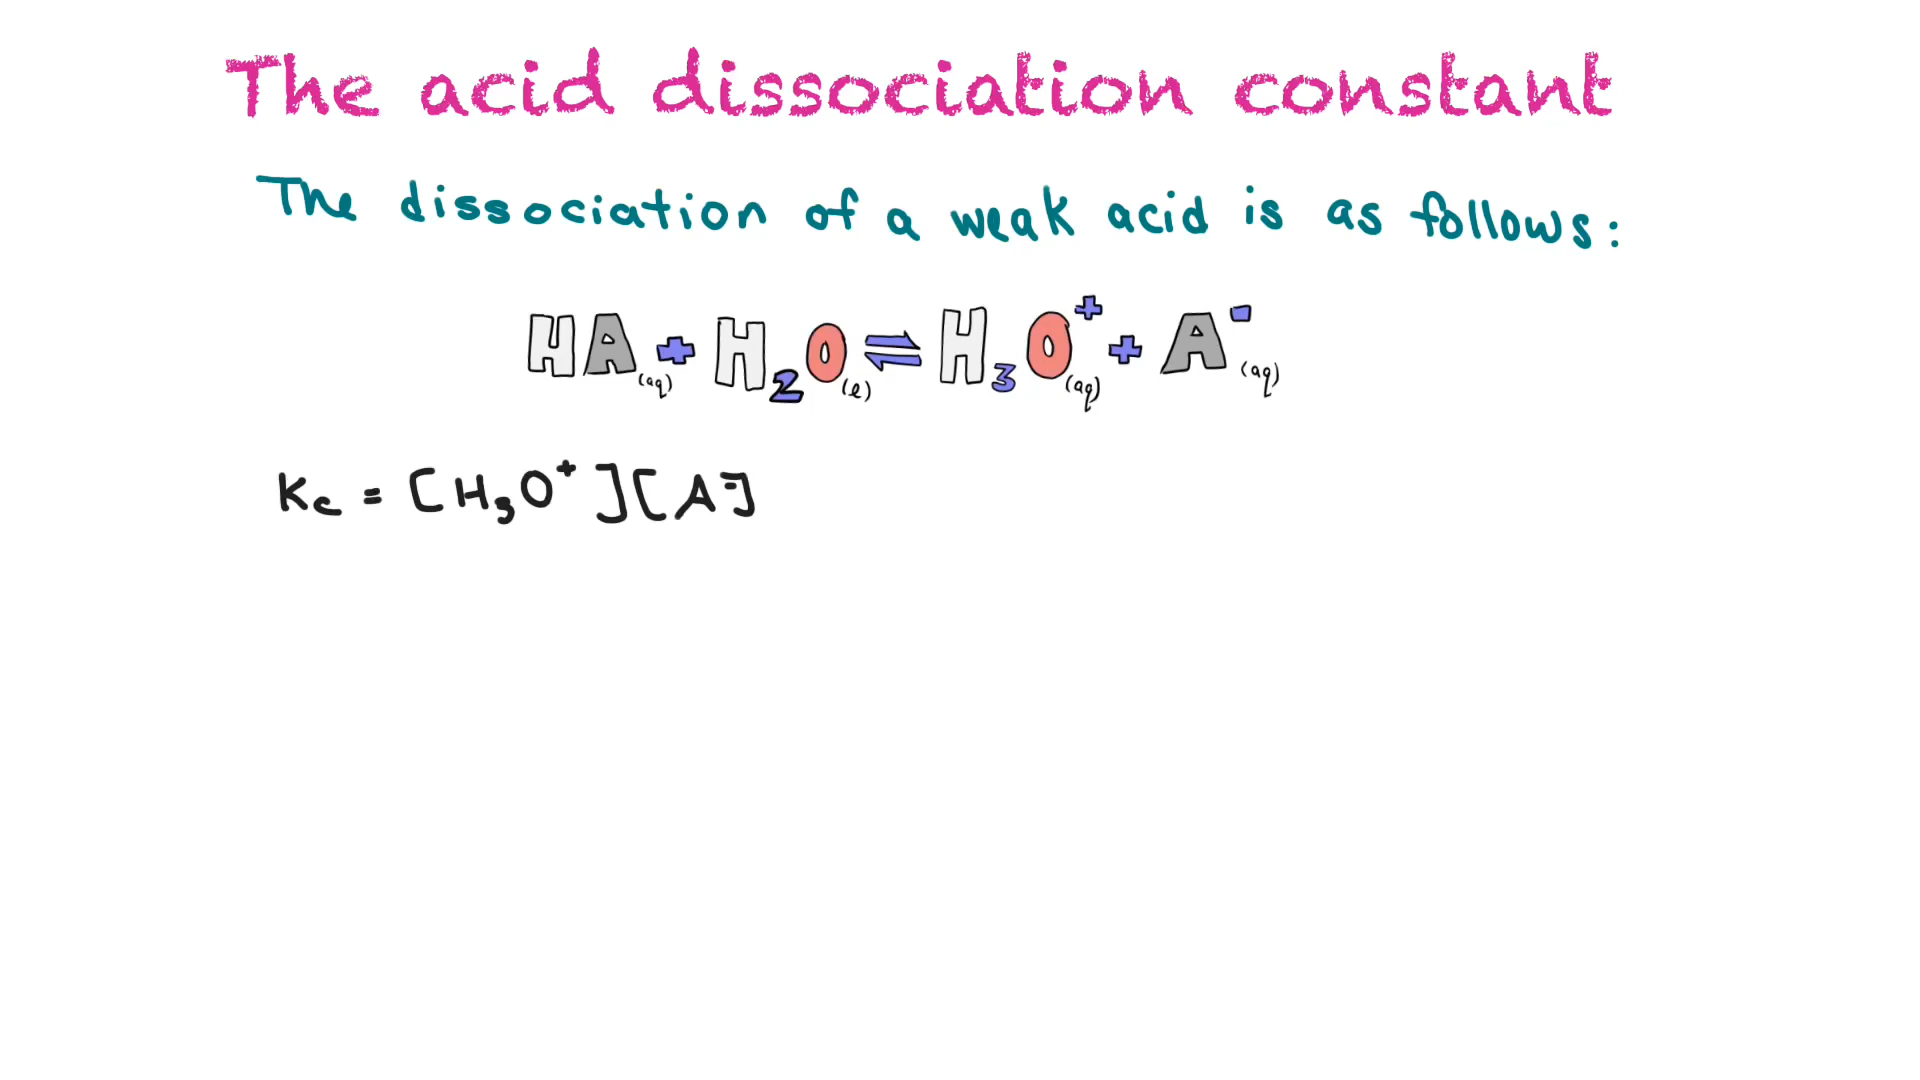 The acid dissociation constant
The dissociation of a weak acid is as follows:
HA(aq) + H₂O(l) ⇌ H₃O⁺(aq) + A⁻(aq)
Kc = [H₃O⁺][A⁻]